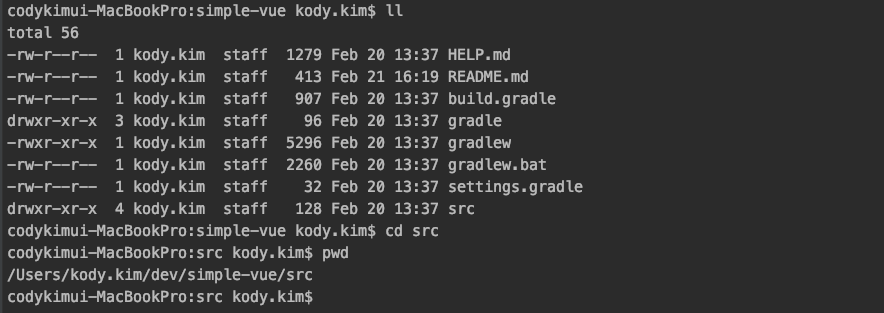 codykimui-MacBookPro:simple-vue kody.kim$ ll
total 56
-rw-r--r--  1 kody.kim  staff  1279 Feb 20 13:37 HELP.md
-rw-r--r--  1 kody.kim  staff   413 Feb 21 16:19 README.md
-rw-r--r--  1 kody.kim  staff   907 Feb 20 13:37 build.gradle
drwxr-xr-x  3 kody.kim  staff    96 Feb 20 13:37 gradle
-rwxr-xr-x  1 kody.kim  staff  5296 Feb 20 13:37 gradlew
-rw-r--r--  1 kody.kim  staff  2260 Feb 20 13:37 gradlew.bat
-rw-r--r--  1 kody.kim  staff    32 Feb 20 13:37 settings.gradle
drwxr-xr-x  4 kody.kim  staff   128 Feb 20 13:37 src
codykimui-MacBookPro:simple-vue kody.kim$ cd src
codykimui-MacBookPro:src kody.kim$ pwd
/Users/kody.kim/dev/simple-vue/src
codykimui-MacBookPro:src kody.kim$